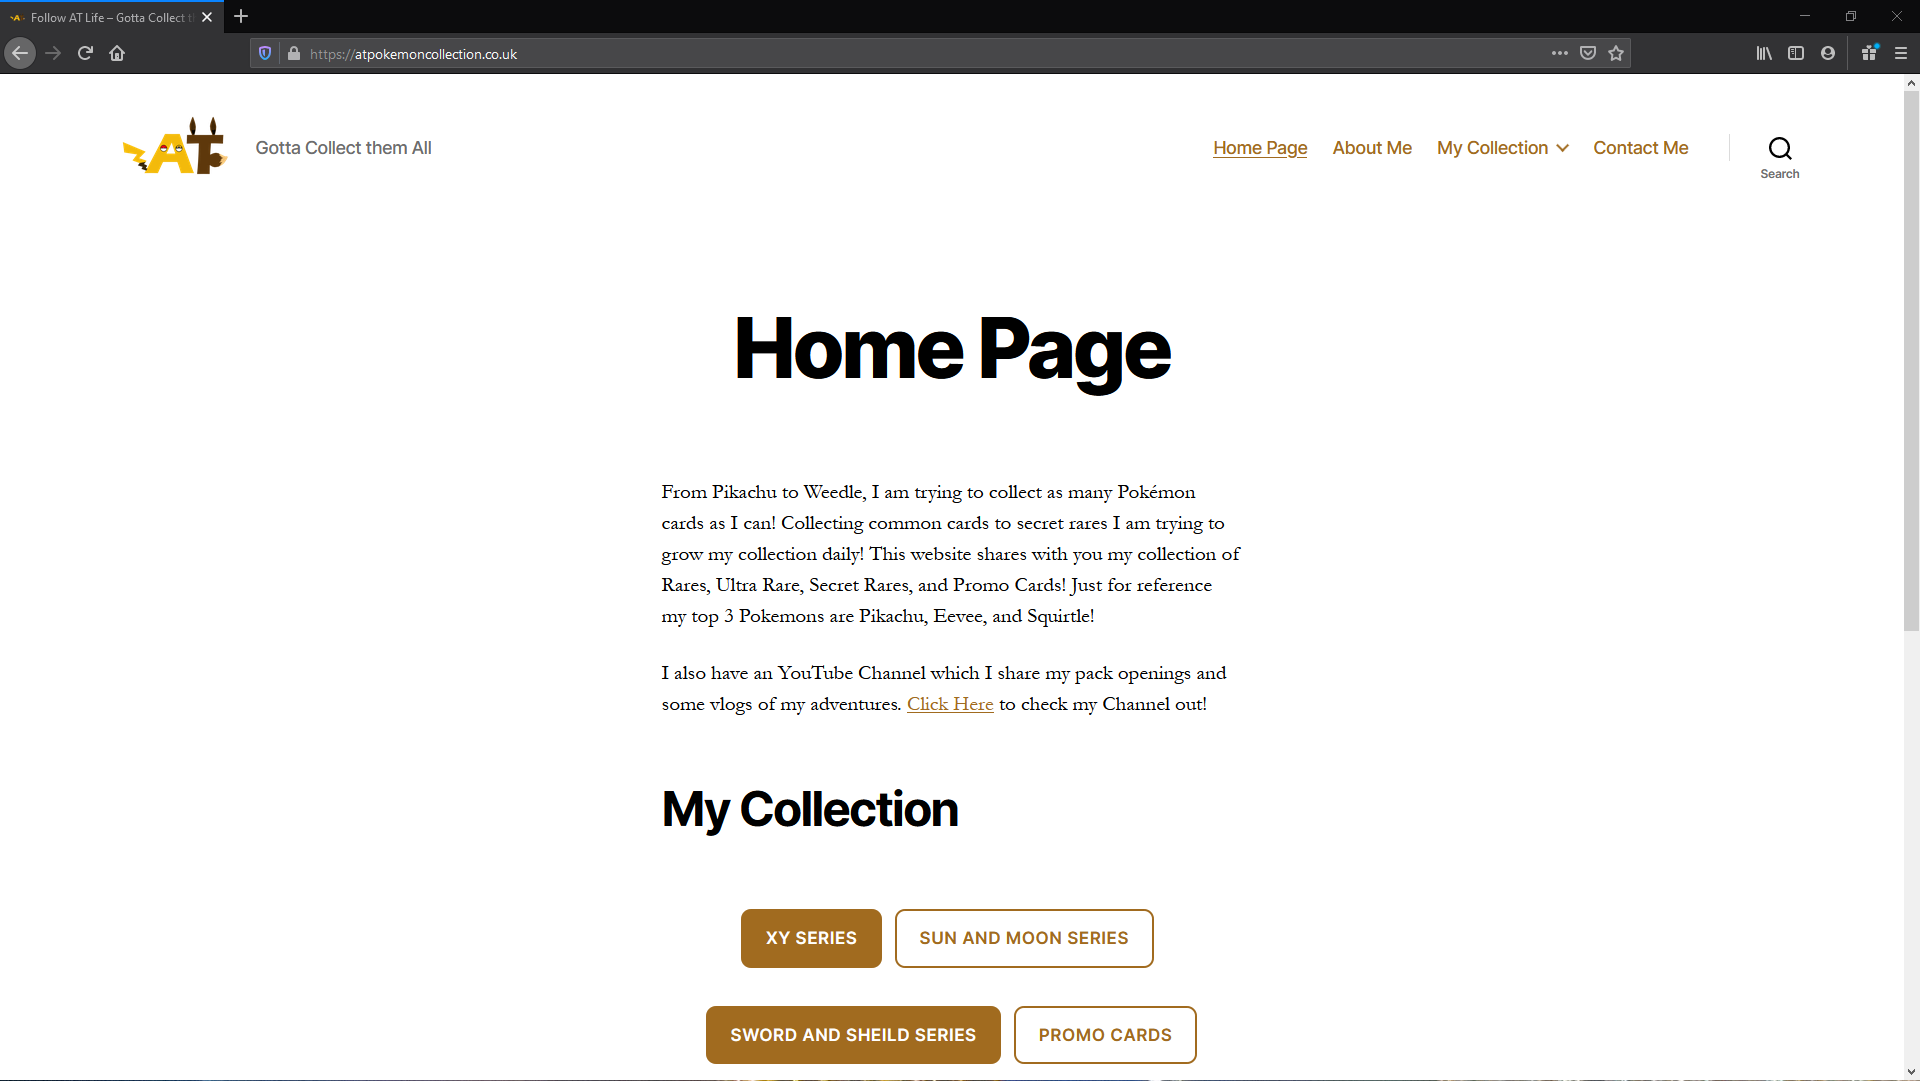 Follow AT Life – Gotta Collect t
https://atpokemoncollection.co.uk
AT
Gotta Collect them All
Home Page
About Me
My Collection
Contact Me
Search
Home Page
From Pikachu to Weedle, I am trying to collect as many Pokémon
cards as I can! Collecting common cards to secret rares I am trying to
grow my collection daily! This website shares with you my collection of
Rares, Ultra Rare, Secret Rares, and Promo Cards! Just for reference
my top 3 Pokemons are Pikachu, Eevee, and Squirtle!
I also have an YouTube Channel which I share my pack openings and
some vlogs of my adventures. Click Here to check my Channel out!
My Collection
XY SERIES
SUN AND MOON SERIES
SWORD AND SHEILD SERIES
PROMO CARDS